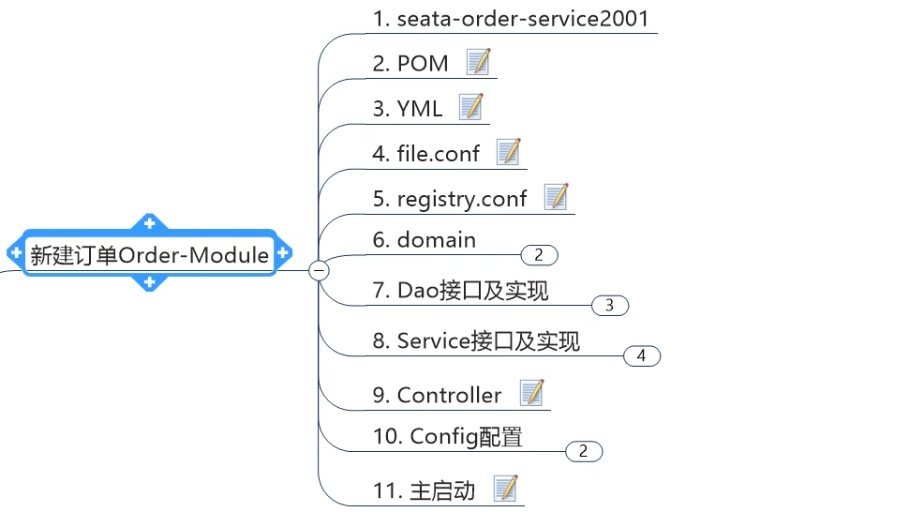 1. seata-order-service2001
2. POM
3. YML
4. file.conf
5. registry.conf
新建订单Order-Module
6. domain
2
7. Dao接口及实现
3
8. Service接口及实现
4
9. Controller
10. Config配置
2
11. 主启动